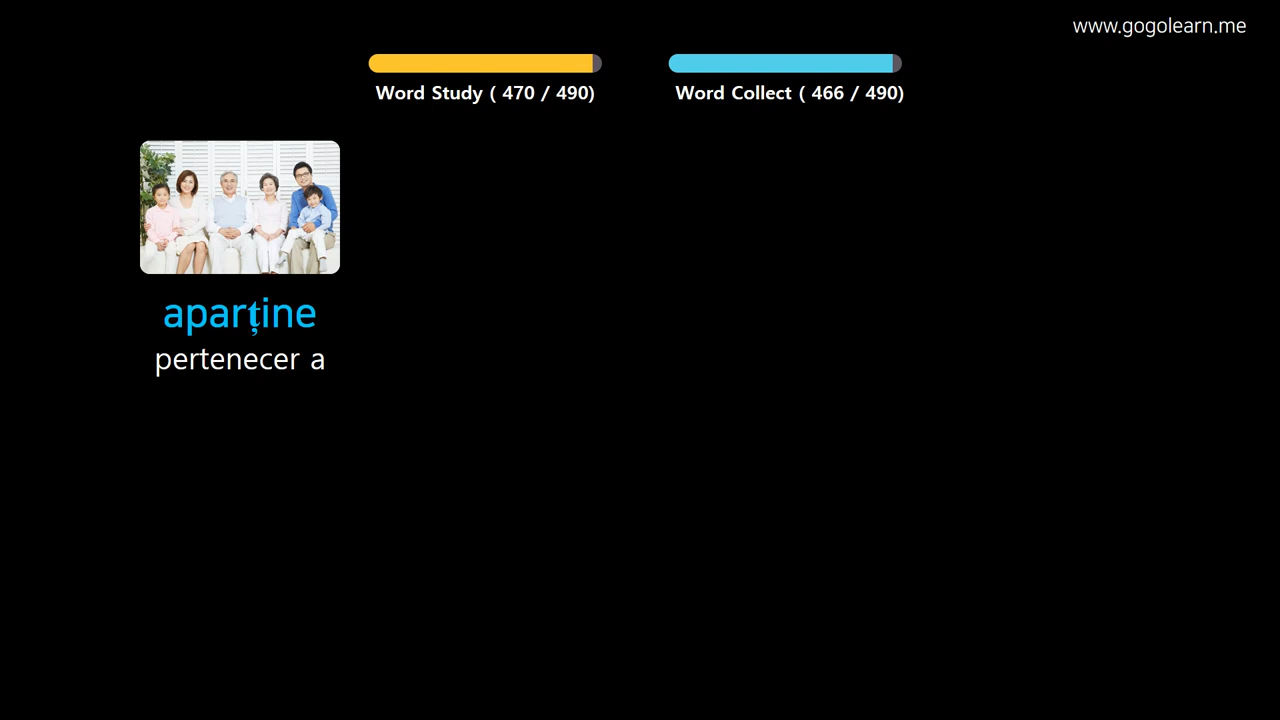 www.gogolearn.me
Word Study ( 470 / 490)
Word Collect ( 466 / 490)
aparține
pertenecer a